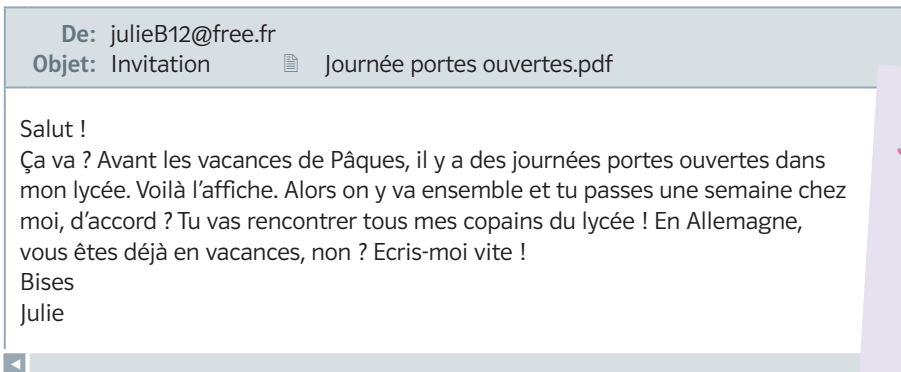 De: julieB12@free.fr
Objet: Invitation Journée portes ouvertes.pdf
Salut !
Ça va ? Avant les vacances de Pâques, il y a des journées portes ouvertes dans
mon lycée. Voilà l'affiche. Alors on y va ensemble et tu passes une semaine chez
moi, d'accord ? Tu vas rencontrer tous mes copains du lycée ! En Allemagne,
vous êtes déjà en vacances, non ? Ecris-moi vite !
Bises
Julie